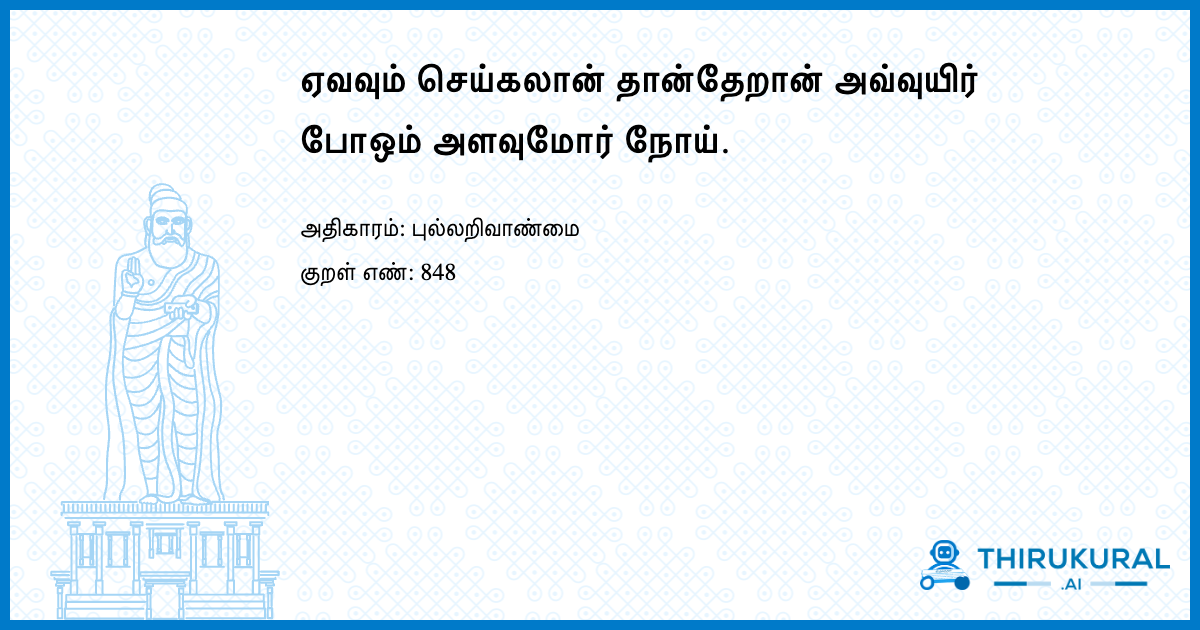 ஏவவும் செய்கலான் தான்தேறான் அவ்வுயிர்
போஒம் அளவுமோர் நோய்.
அதிகாரம்: புல்லறிவாண்மை
குறள் எண்: 848
THIRUKURAL
.AI